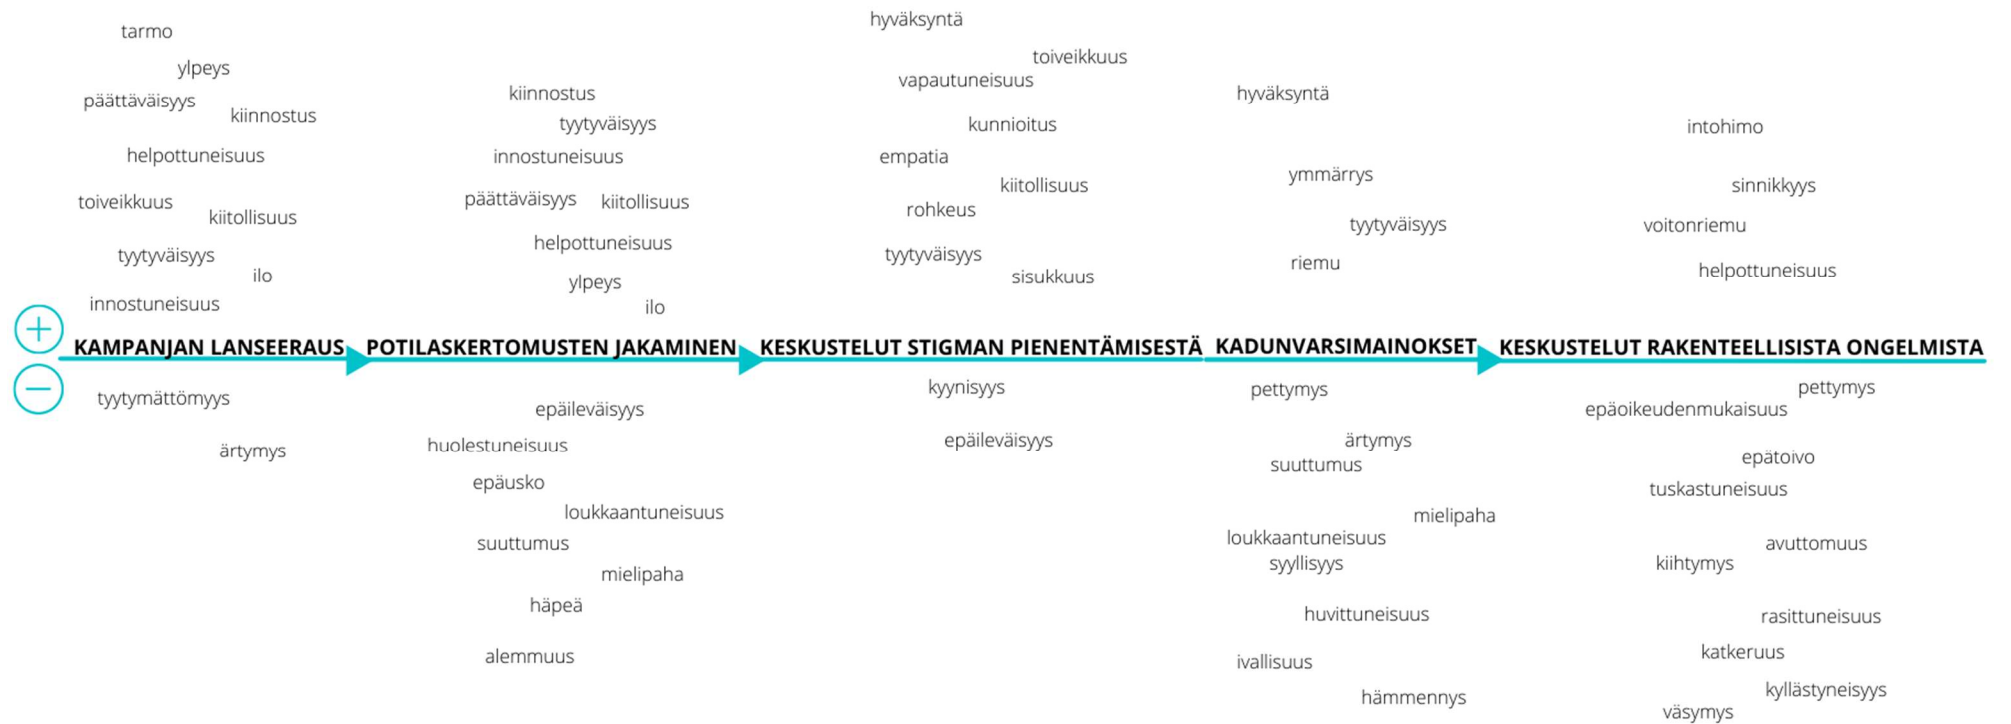 tarmo
ylpeys
päättäväisyys
kiinnostus
helpottuneisuus
toiveikkuus
kiitollisuus
tyytyväisyys
ilo
innostuneisuus
KAMPANJAN LANSEERAUS
tyytymättömyys
ärtymys
kiinnostus
tyytyväisyys
innostuneisuus
päättäväisyys
kiitollisuus
helpottuneisuus
ylpeys
ilo
POTILASKERTOMUSTEN JAKAMINEN
epäileväisyys
huolestuneisuus
epäusko
loukkaantuneisuus
suuttumus
mielipaha
häpeä
alemmuus
hyväksyntä
toiveikkuus
vapautuneisuus
kunnioitus
empatia
kiitollisuus
rohkeus
tyytyväisyys
sisukkuus
KESKUSTELUT STIGMAN PIENENTÄMISESTÄ
kyynisyys
epäileväisyys
hyväksyntä
ymmärrys
tyytyväisyys
riemu
KADUNVARSIMAINOKSET
pettymys
ärtymys
suuttumus
mielipaha
loukkaantuneisuus
syyllisyys
huvittuneisuus
ivallisuus
hämmennys
intohimo
sinnikkyys
voitonriemu
helpottuneisuus
KESKUSTELUT RAKENTEELLISISTA ONGELMISTA
pettymys
epäoikeudenmukaisuus
epätoivo
tuskastuneisuus
avuttomuus
kiihtymys
rasittuneisuus
katkeruus
kyllästyneisyys
väsymys